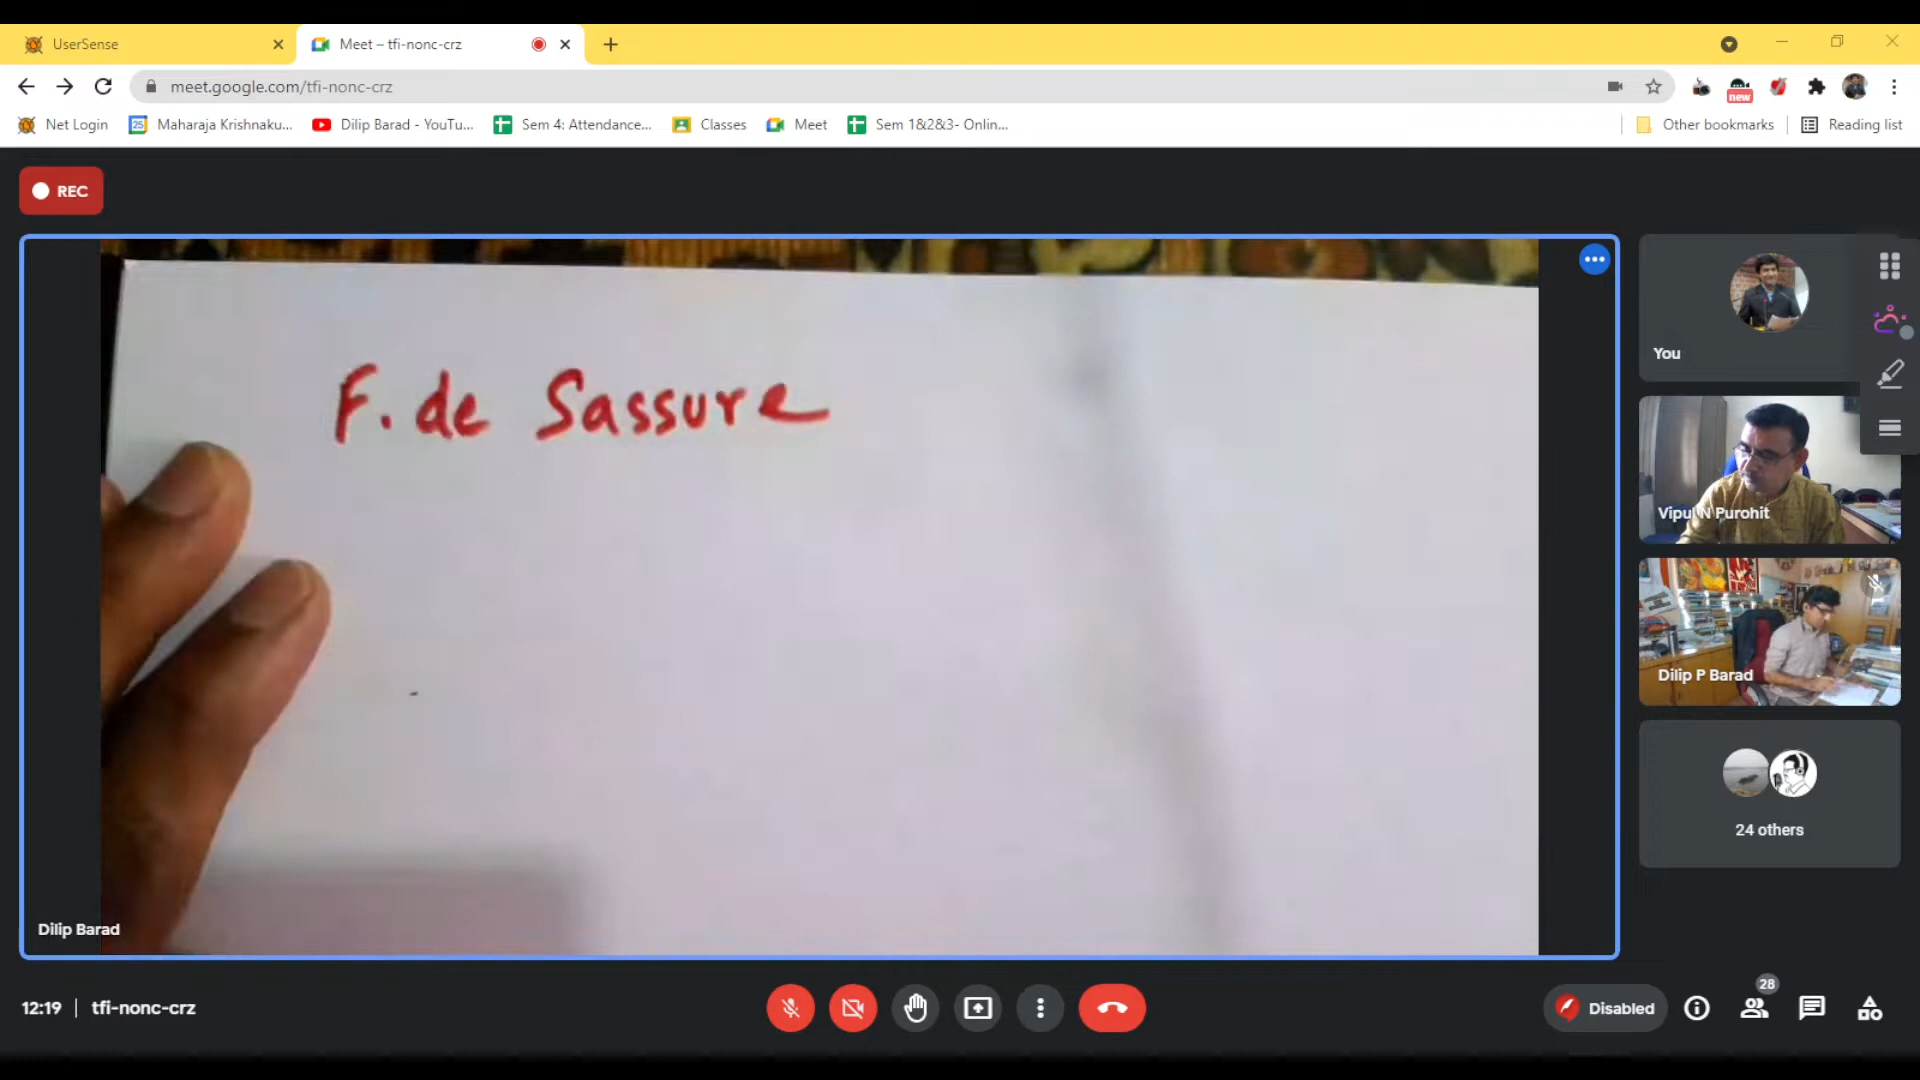 UserSense
Meet – tfi-nonc-crz
meet.google.com/tfi-nonc-crz
new
Net Login
25
Maharaja Krishnaku...
Dilip Barad - YouTu...
Sem 4: Attendance...
Classes
Meet
Sem 1&2&3- Onlin...
Other bookmarks
Reading list
REC
F. de Sassure
You
Vipul N Purohit
Dilip P Barad
24 others
Dilip Barad
12:19 | tfi-nonc-crz
Disabled
28